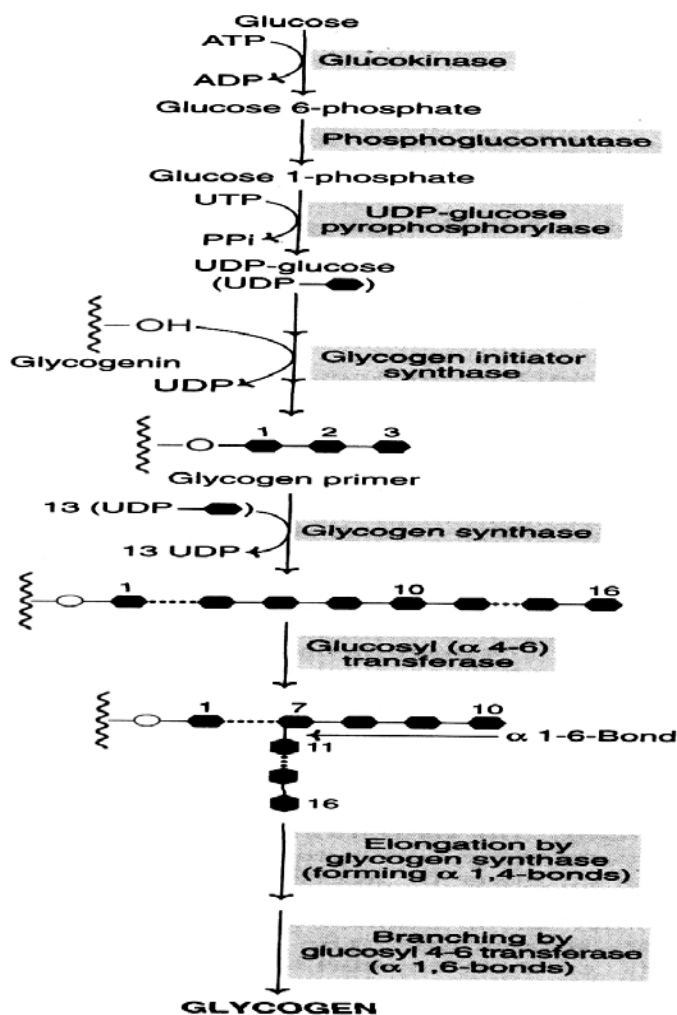 Glucose
ATP
Glucokinase
ADP
Glucose 6-phosphate
Phosphoglucomutase
Glucose 1-phosphate
UTP
UDP-glucose
pyrophosphorylase
PPi
UDP-glucose
(UDP )
OH
Glycogenin
Glycogen initiator
synthase
UDP
1 2 3
O
Glycogen primer
13 (UDP )
Glycogen synthase
13 UDP
1 10 16
Glucosyl (α 4-6)
transferase
1 7 10
α 1-6-Bond
11
16
Elongation by
glycogen synthase
(forming α 1,4-bonds)
Branching by
glucosyl 4-6 transferase
(α 1,6-bonds)
GLYCOGEN